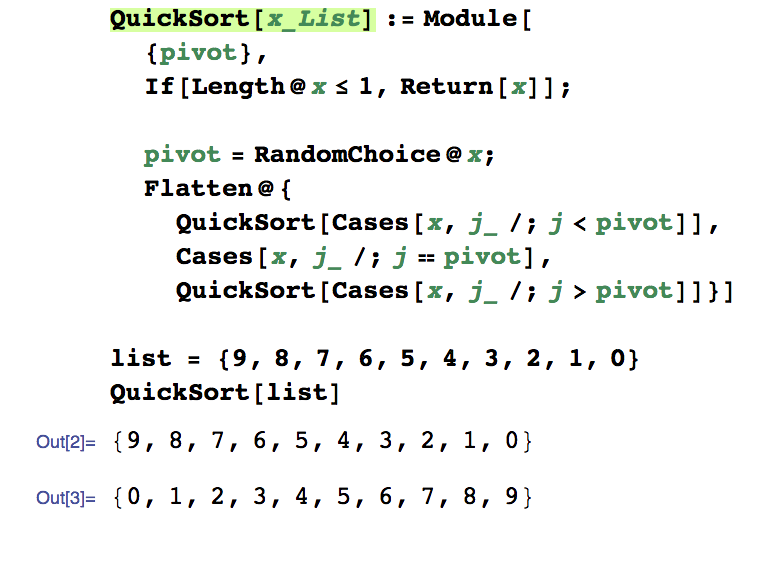 QuickSort[x_List] := Module[
{pivot},
If[Length@x ≤ 1, Return[x]];
pivot = RandomChoice@x;
Flatten@{
QuickSort[Cases[x, j_ /; j < pivot]],
Cases[x, j_ /; j == pivot],
QuickSort[Cases[x, j_ /; j > pivot]]}]
list = {9, 8, 7, 6, 5, 4, 3, 2, 1, 0}
QuickSort[list]
Out[2]= {9, 8, 7, 6, 5, 4, 3, 2, 1, 0}
Out[3]= {0, 1, 2, 3, 4, 5, 6, 7, 8, 9}